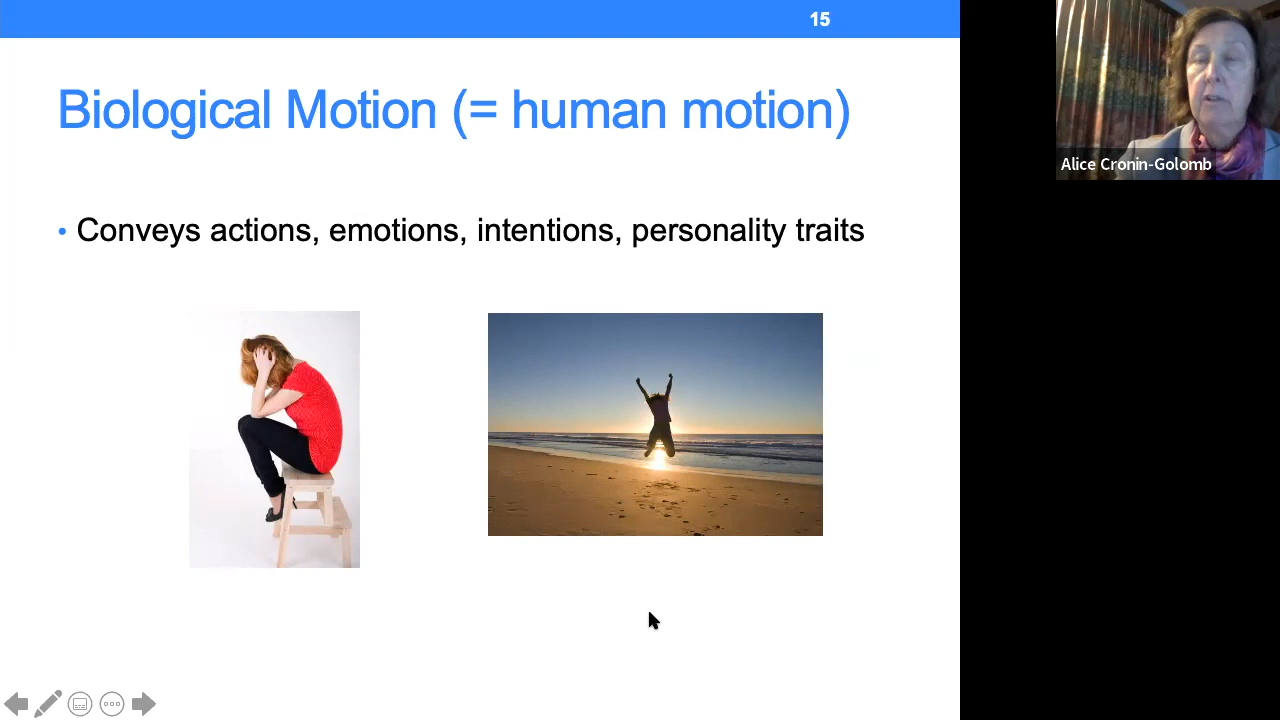 15
Biological Motion (= human motion)
• Conveys actions, emotions, intentions, personality traits
Alice Cronin-Golomb